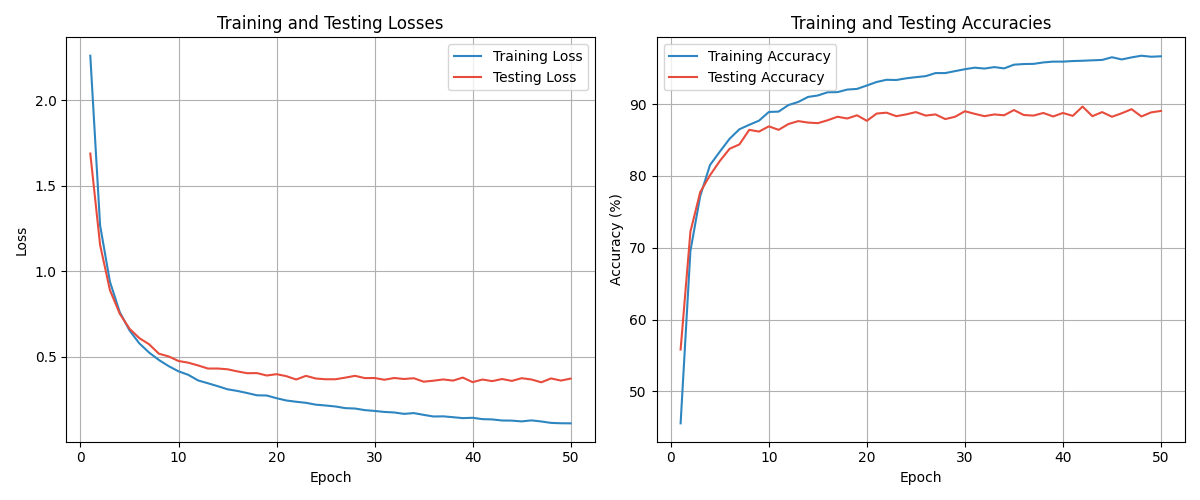 Training and Testing Losses
Training Loss
Testing Loss
2.0
1.5
1.0
0.5
Loss
0 10 20 30 40 50
Epoch
Training and Testing Accuracies
Training Accuracy
Testing Accuracy
90
80
70
60
50
Accuracy (%)
0 10 20 30 40 50
Epoch